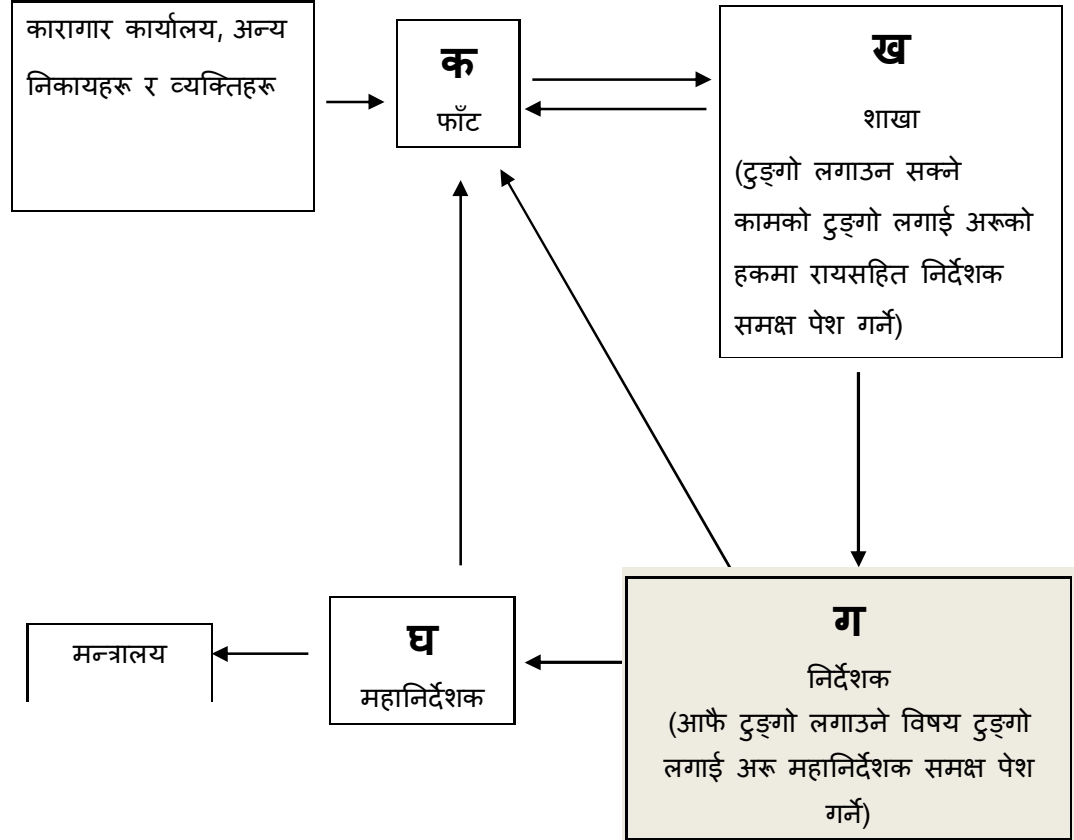 कारागार कार्यालय, अन्य
निकायहरू र व्यक्तिहरू
क
फाँट
ख
शाखा
(टुङ्गो लगाउन सक्ने
कामको टुङ्गो लगाई अरूको
हकमा रायसहित निर्देशक
समक्ष पेश गर्ने)
मन्त्रालय
घ
महानिर्देशक
ग
निर्देशक
(आफै टुङ्गो लगाउने विषय टुङ्गो
लगाई अरू महानिर्देशक समक्ष पेश
गर्ने)